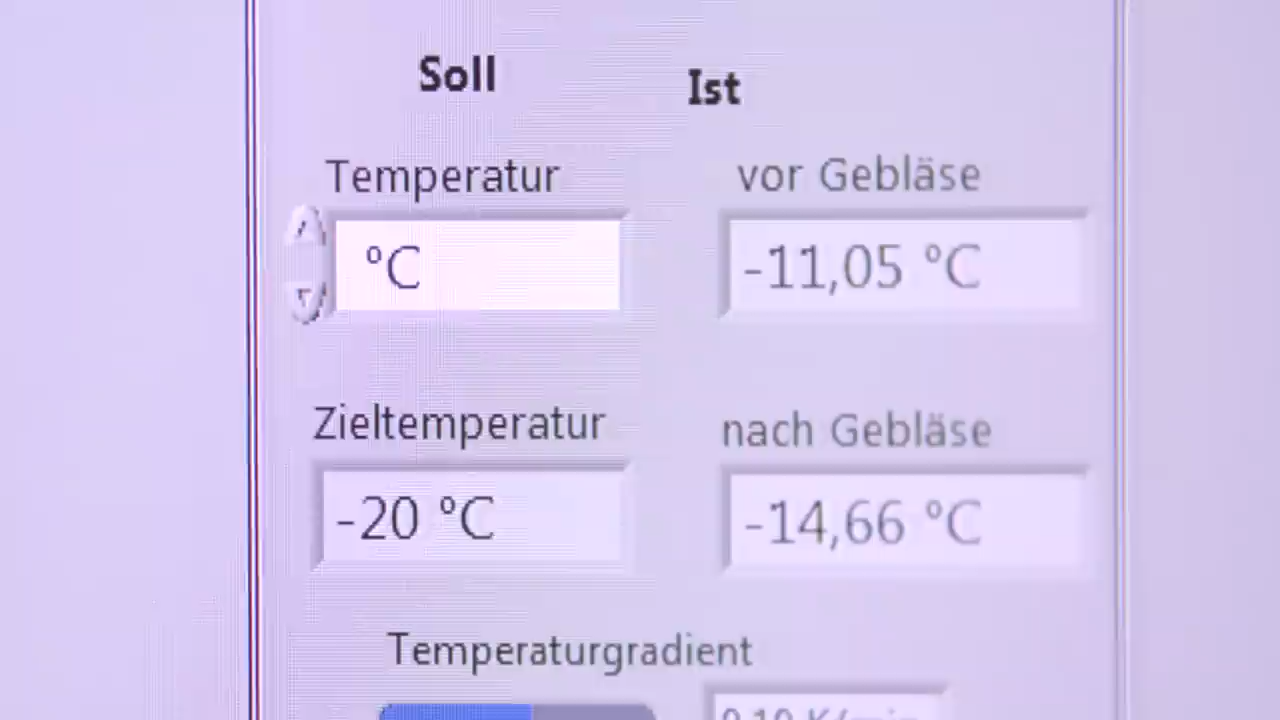 Soll
Ist
Temperatur
vor Gebläse
°C
-11,05 °C
Zieltemperatur
nach Gebläse
-20 °C
-14,66 °C
Temperaturgradient